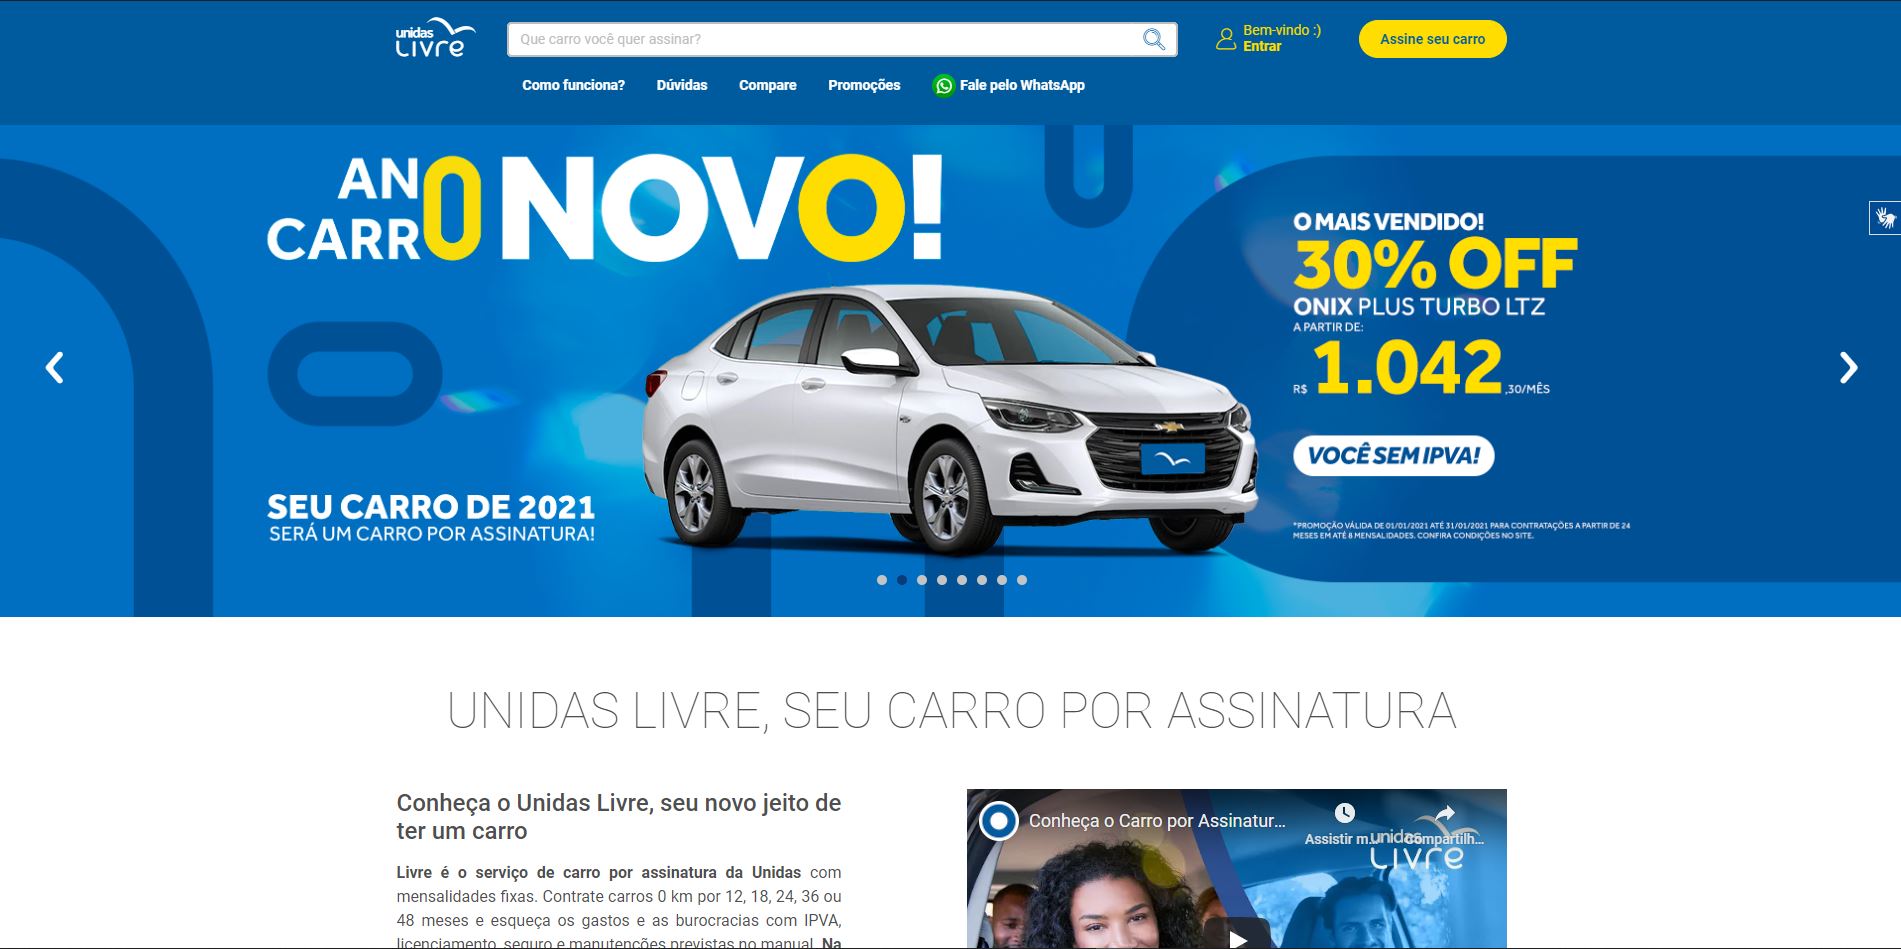 unidas
Livre
Que carro você quer assinar?
Bem-vindo :)
Entrar
Assine seu carro
Como funciona?
Dúvidas
Compare
Promoções
Fale pelo WhatsApp
ANO NOVO!
CARRO
O MAIS VENDIDO!
30% OFF
ONIX PLUS TURBO LTZ
A PARTIR DE:
R$ 1.042,30/MÊS
VOCÊ SEM IPVA!
SEU CARRO DE 2021
SERÁ UM CARRO POR ASSINATURA!
*PROMOÇÃO VÁLIDA DE 01/01/2021 ATÉ 31/01/2021 PARA CONTRATAÇÕES A PARTIR DE 24
MESES EM ATÉ 8 MENSALIDADES. CONFIRA CONDIÇÕES NO SITE.
UNIDAS LIVRE, SEU CARRO POR ASSINATURA
Conheça o Unidas Livre, seu novo jeito de
ter um carro
Livre é o serviço de carro por assinatura da Unidas com
mensalidades fixas. Contrate carros 0 km por 12, 18, 24, 36 ou
48 meses e esqueça os gastos e as burocracias com IPVA,
licenciamento, seguro e manutenções previstas no manual. Na
Conheça o Carro por Assinatur...
Assistir m...
Compartilh...
unidas
Livre